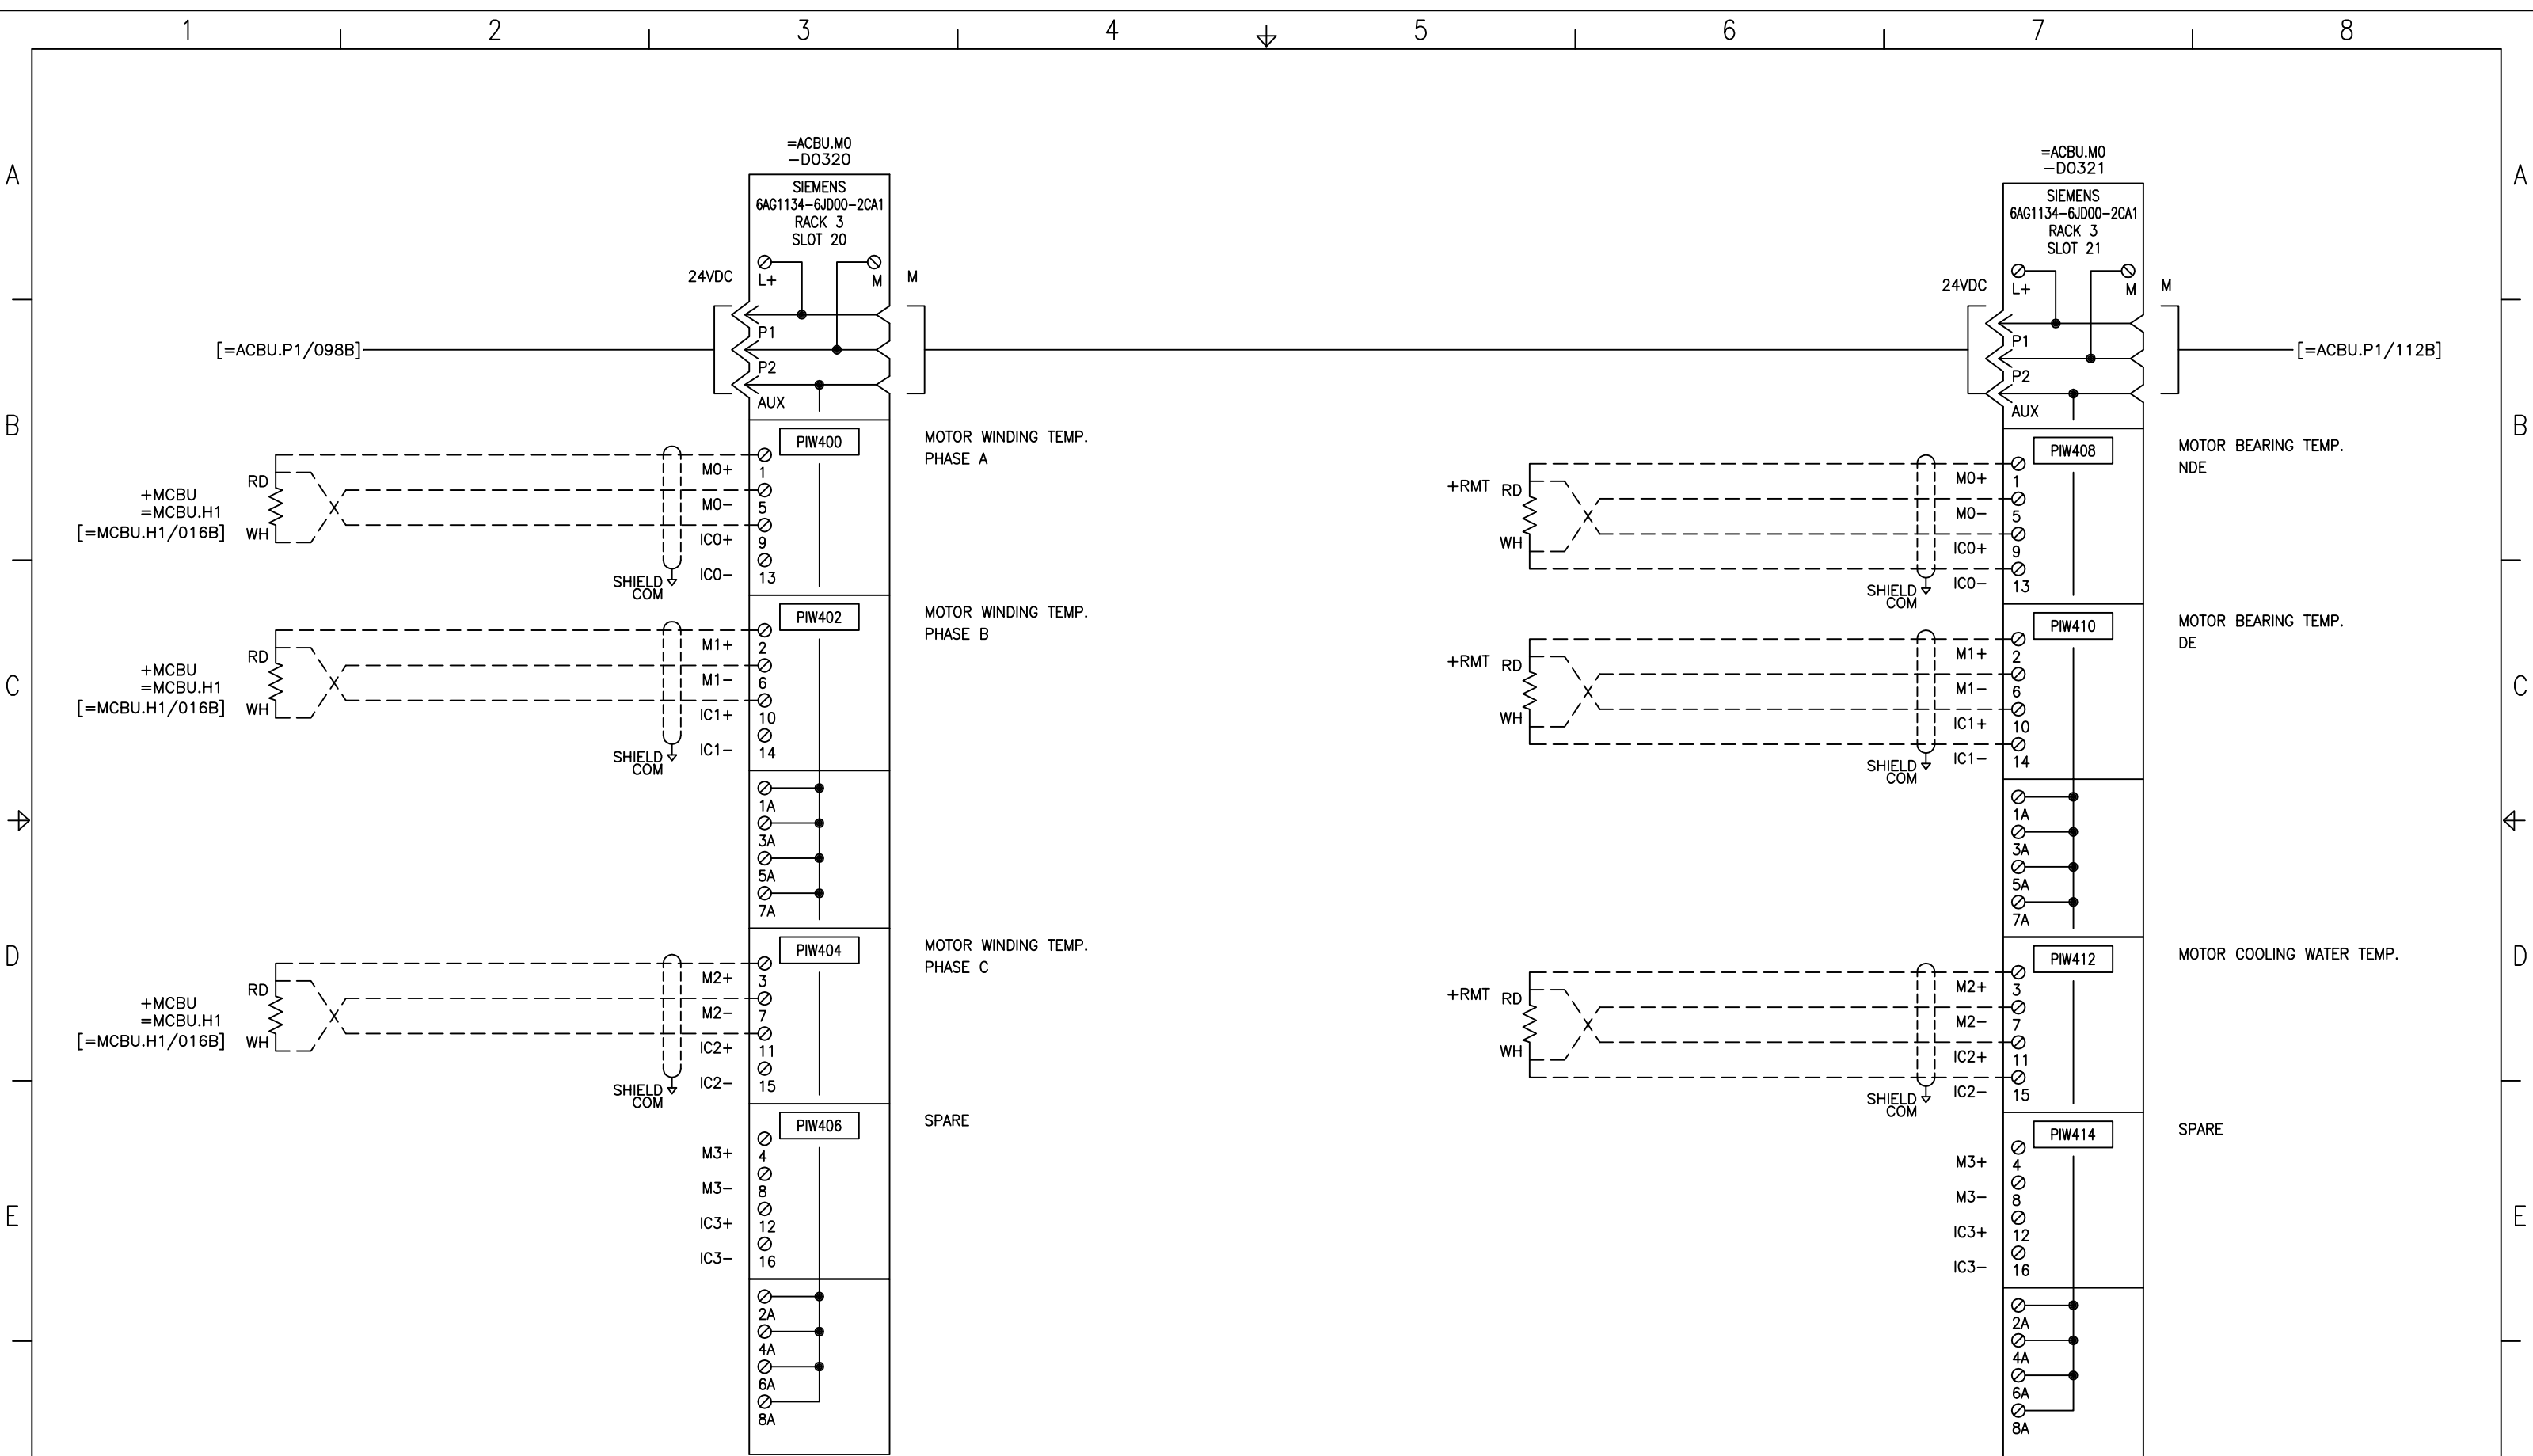 1 2 3 4 5 6 7 8
A A
B B
C C
D D
E E
=ACBU.M0
-D0320
SIEMENS
6AG1134-6JD00-2CA1
RACK 3
SLOT 20
24VDC
L+
M
M
P1
P2
AUX
[=ACBU.P1/098B]
PIW400
MOTOR WINDING TEMP.
PHASE A
+MCBU
=MCBU.H1
[=MCBU.H1/016B]
RD
WH
M0+
1
M0-
5
IC0+
9
IC0-
13
SHIELD
COM
PIW402
MOTOR WINDING TEMP.
PHASE B
+MCBU
=MCBU.H1
[=MCBU.H1/016B]
RD
WH
M1+
2
M1-
6
IC1+
10
IC1-
14
SHIELD
COM
1A
3A
5A
7A
PIW404
MOTOR WINDING TEMP.
PHASE C
+MCBU
=MCBU.H1
[=MCBU.H1/016B]
RD
WH
M2+
3
M2-
7
IC2+
11
IC2-
15
SHIELD
COM
PIW406
SPARE
M3+
4
M3-
8
IC3+
12
IC3-
16
2A
4A
6A
8A
=ACBU.M0
-D0321
SIEMENS
6AG1134-6JD00-2CA1
RACK 3
SLOT 21
24VDC
L+
M
M
P1
P2
AUX
[=ACBU.P1/112B]
PIW408
MOTOR BEARING TEMP.
NDE
+RMT
RD
WH
M0+
1
M0-
5
IC0+
9
IC0-
13
SHIELD
COM
PIW410
MOTOR BEARING TEMP.
DE
+RMT
RD
WH
M1+
2
M1-
6
IC1+
10
IC1-
14
SHIELD
COM
1A
3A
5A
7A
PIW412
MOTOR COOLING WATER TEMP.
+RMT
RD
WH
M2+
3
M2-
7
IC2+
11
IC2-
15
SHIELD
COM
PIW414
SPARE
M3+
4
M3-
8
IC3+
12
IC3-
16
2A
4A
6A
8A